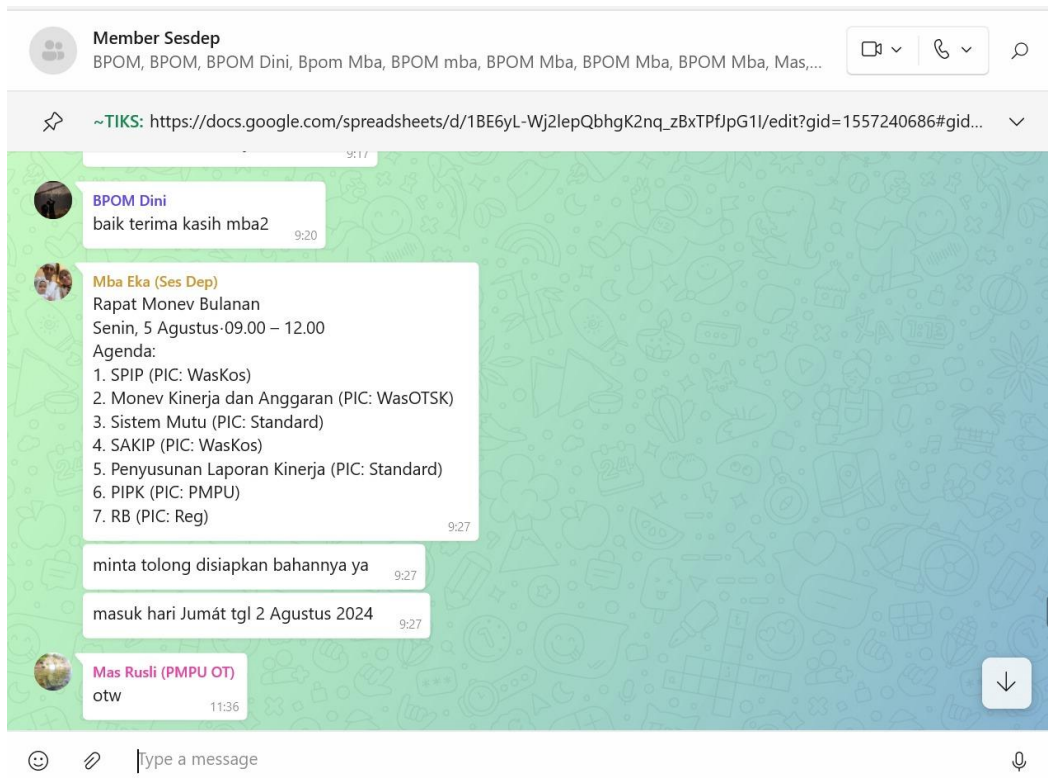 Member Sesdep
BPOM, BPOM, BPOM Dini, Bpom Mba, BPOM mba, BPOM Mba, BPOM Mba, BPOM Mba, Mas,...
~TIKS: https://docs.google.com/spreadsheets/d/1BE6yL-Wj2lepQbhgK2nq_zBxTPfJpG1I/edit?gid=1557240686#gid...
9:17
BPOM Dini
baik terima kasih mba2
9:20
Mba Eka (Ses Dep)
Rapat Monev Bulanan
Senin, 5 Agustus·09.00 – 12.00
Agenda:
1. SPIP (PIC: WasKos)
2. Monev Kinerja dan Anggaran (PIC: WasOTSK)
3. Sistem Mutu (PIC: Standard)
4. SAKIP (PIC: WasKos)
5. Penyusunan Laporan Kinerja (PIC: Standard)
6. PIPK (PIC: PMPU)
7. RB (PIC: Reg)
9:27
minta tolong disiapkan bahannya ya
9:27
masuk hari Jumát tgl 2 Agustus 2024
9:27
Mas Rusli (PMPU OT)
otw
11:36
Type a message